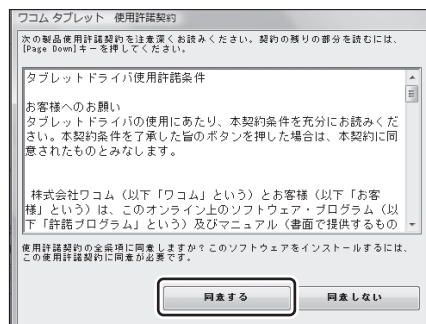 ワコム タブレット　使用許諾契約
次の製品使用許諾契約を注意深くお読みください。契約の残りの部分を読むには、
[Page Down]キーを押してください。
タブレットドライバ使用許諾条件
お客様へのお願い
タブレットドライバの使用にあたり、本契約条件を充分にお読みくだ
さい。本契約条件を了承した旨のボタンを押した場合は、本契約に同
意されたものとみなします。
株式会社ワコム（以下「ワコム」という）とお客様（以下「お客
様」という）は、このオンライン上のソフトウェア・プログラム（以
下「許諾プログラム」という）及びマニュアル（書面で提供するもの
使用許諾契約の全条項に同意しますか？このソフトウェアをインストールするには、
この使用許諾契約に同意が必要です。
同意する
同意しない